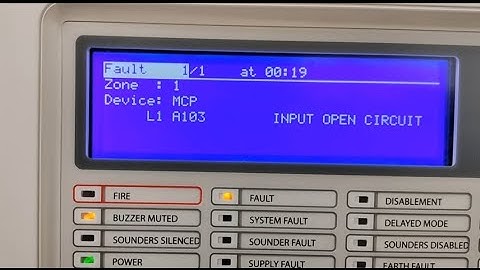 Fault 1/1 at 00:19
Zone : 1
Device: MCP
L1 A103 INPUT OPEN CIRCUIT
FIRE FAULT DISABLEMENT
BUZZER MUTED SYSTEM FAULT DELAYED MODE
SOUNDERS SILENCED SOUNDER FAULT SOUNDERS DISABLED
POWER SUPPLY FAULT EARTH FAULT